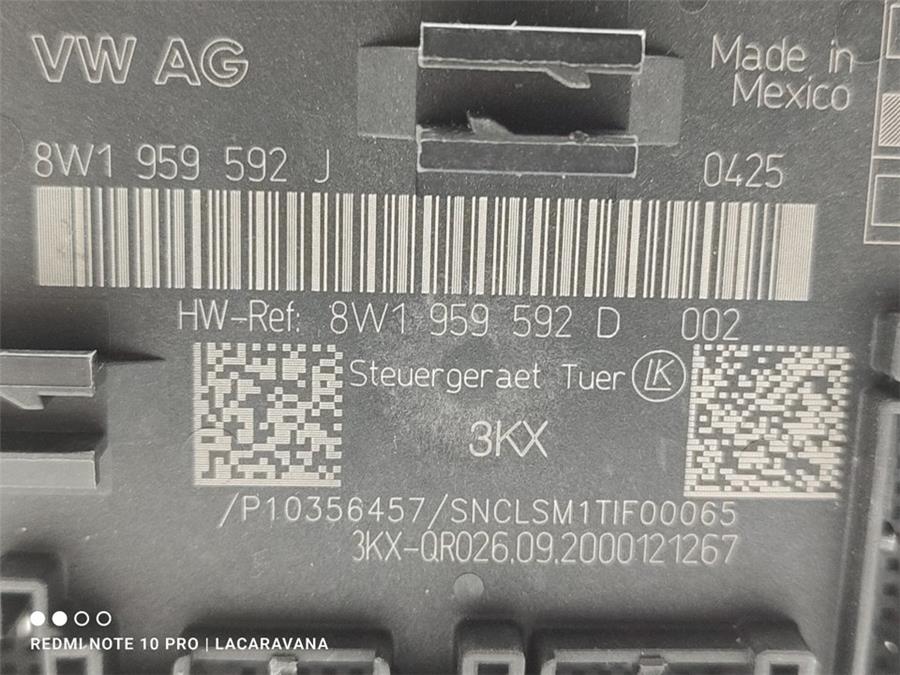 VW AG
Made in
Mexico
8W1 959 592 J
0425
HW-Ref: 8W1 959 592 D 002
Steuergeraet Tuer LK
3KX
/P10356457/SNCLSM1TIF00065
3KX-QR026.09.2000121267
REDMI NOTE 10 PRO | LACARAVANA